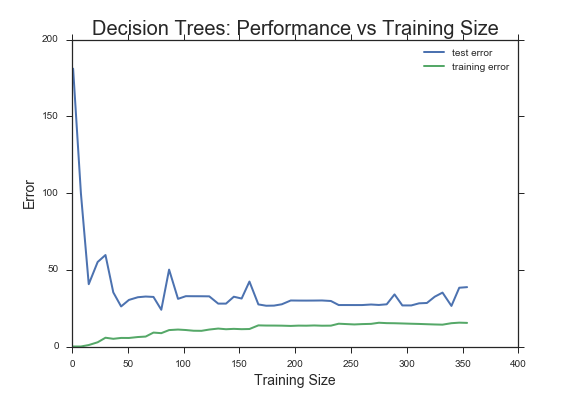 Decision Trees: Performance vs Training Size
200
150
100
50
0
Error
test error
training error
0 50 100 150 200 250 300 350 400
Training Size